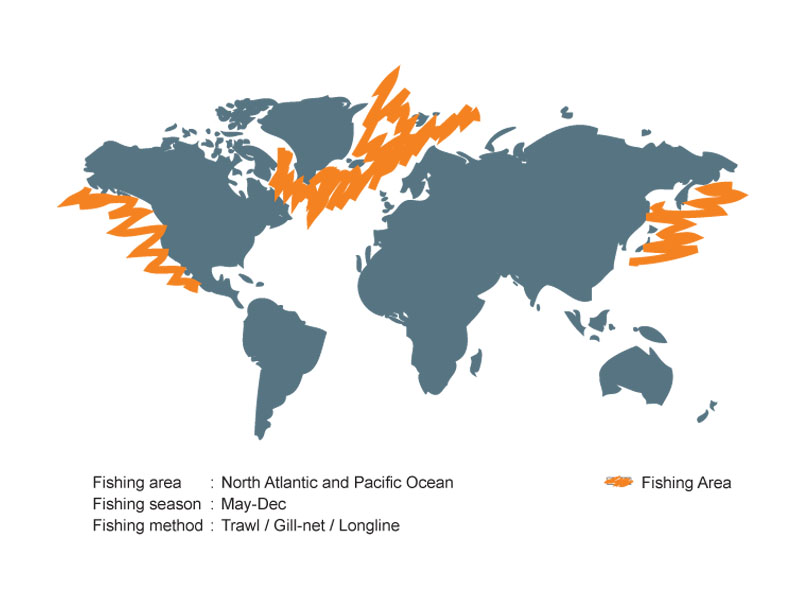 Fishing area : North Atlantic and Pacific Ocean
Fishing season : May-Dec
Fishing method : Trawl / Gill-net / Longline
Fishing Area